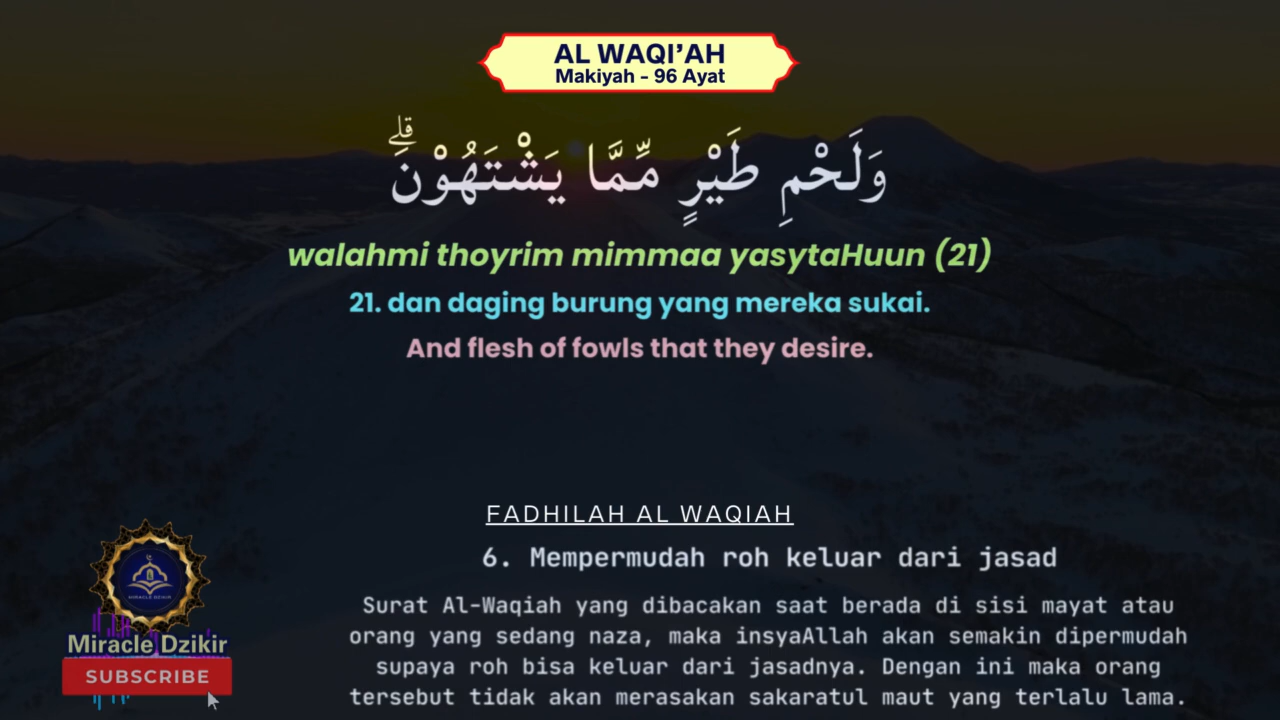 AL WAQI'AH
Makiyah - 96 Ayat
وَلَحْمِ طَيْرٍ مِّمَّا يَشْتَهُوْنَۗ
walahmi thoyrim mimmaa yasytaHuun (21)
21. dan daging burung yang mereka sukai.
And flesh of fowls that they desire.
FADHILAH AL WAQIAH
6. Mempermudah roh keluar dari jasad
Surat Al-Waqiah yang dibacakan saat berada di sisi mayat atau
orang yang sedang naza, maka insyaAllah akan semakin dipermudah
supaya roh bisa keluar dari jasadnya. Dengan ini maka orang
tersebut tidak akan merasakan sakaratul maut yang terlalu lama.
MIRACLE DZIKIR
Miracle Dzikir
SUBSCRIBE